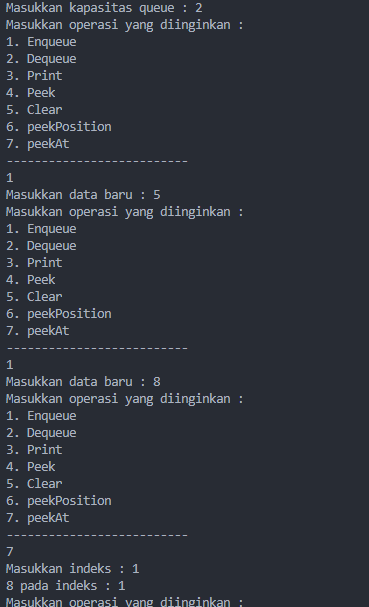 Masukkan kapasitas queue : 2
Masukkan operasi yang diinginkan :
1. Enqueue
2. Dequeue
3. Print
4. Peek
5. Clear
6. peekPosition
7. peekAt
--------------------------
1
Masukkan data baru : 5
Masukkan operasi yang diinginkan :
1. Enqueue
2. Dequeue
3. Print
4. Peek
5. Clear
6. peekPosition
7. peekAt
--------------------------
1
Masukkan data baru : 8
Masukkan operasi yang diinginkan :
1. Enqueue
2. Dequeue
3. Print
4. Peek
5. Clear
6. peekPosition
7. peekAt
--------------------------
7
Masukkan indeks : 1
8 pada indeks : 1
Masukkan operasi yang diinginkan :